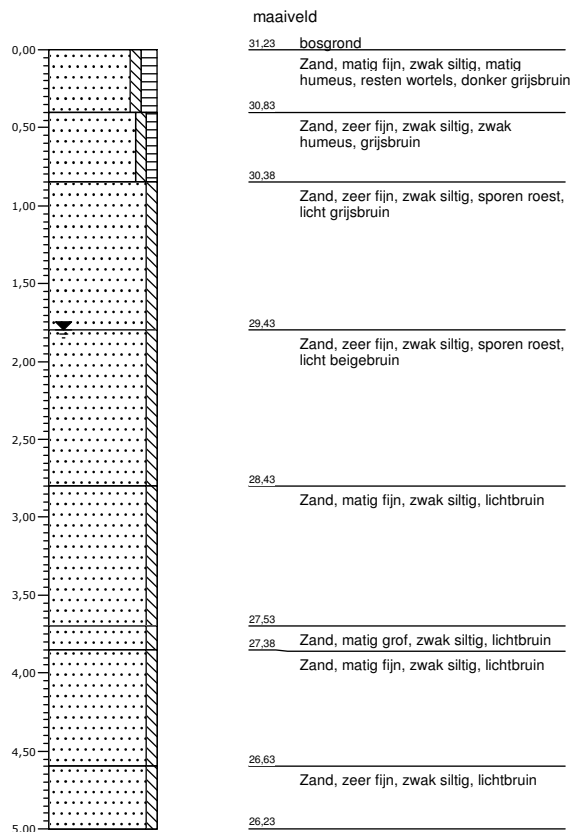 maaiveld
0,00
31,23 bosgrond
Zand, matig fijn, zwak siltig, matig
humeus, resten wortels, donker grijsbruin
0,50
30,83
Zand, zeer fijn, zwak siltig, zwak
humeus, grijsbruin
30,38
Zand, zeer fijn, zwak siltig, sporen roest,
licht grijsbruin
1,00
1,50
29,43
Zand, zeer fijn, zwak siltig, sporen roest,
licht beigebruin
2,00
2,50
28,43
Zand, matig fijn, zwak siltig, lichtbruin
3,00
3,50
27,53
Zand, matig grof, zwak siltig, lichtbruin
27,38
Zand, matig fijn, zwak siltig, lichtbruin
4,00
4,50
26,63
Zand, zeer fijn, zwak siltig, lichtbruin
5,00
26,23